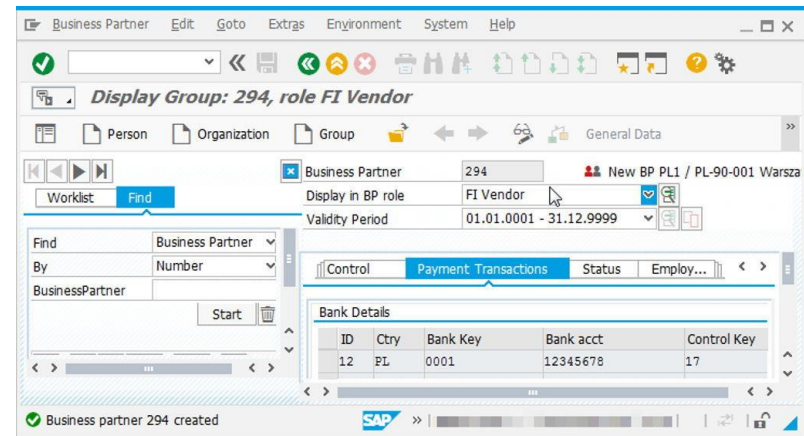 Business Partner Edit Goto Extras Environment System Help
Display Group: 294, role FI Vendor
Person Organization Group General Data
Business Partner 294 New BP PL1 / PL-90-001 Warsza
Worklist Find
Display in BP role FI Vendor
Validity Period 01.01.0001 - 31.12.9999
Find Business Partner
By Number
BusinessPartner
Start
Control Payment Transactions Status Employ...
Bank Details
ID Ctry Bank Key Bank acct Control Key
12 PL 0001 12345678 17
Business partner 294 created SAP